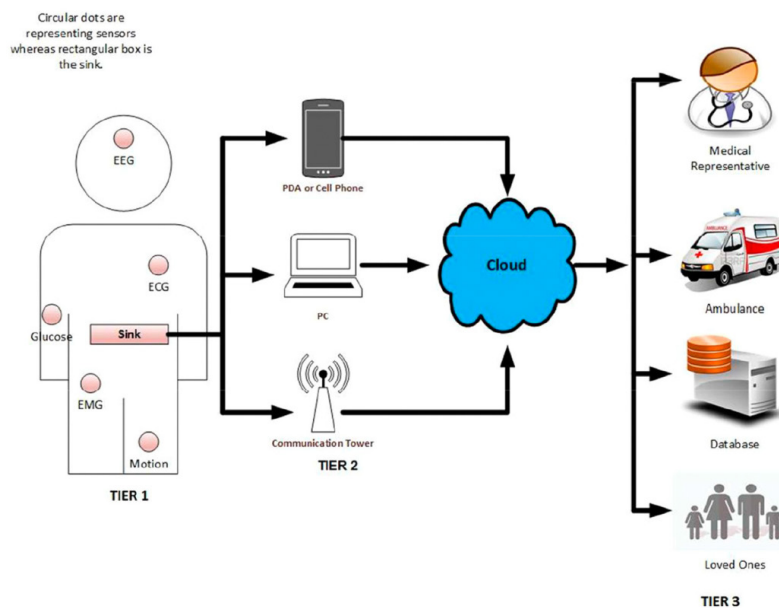 Circular dots are
representing sensors
whereas rectangular box is
the sink.
EEG
ECG
Glucose
Sink
EMG
Motion
TIER 1
PDA or Cell Phone
PC
Communication Tower
TIER 2
Cloud
Medical
Representative
AMBULANCE
Ambulance
Database
Loved Ones
TIER 3